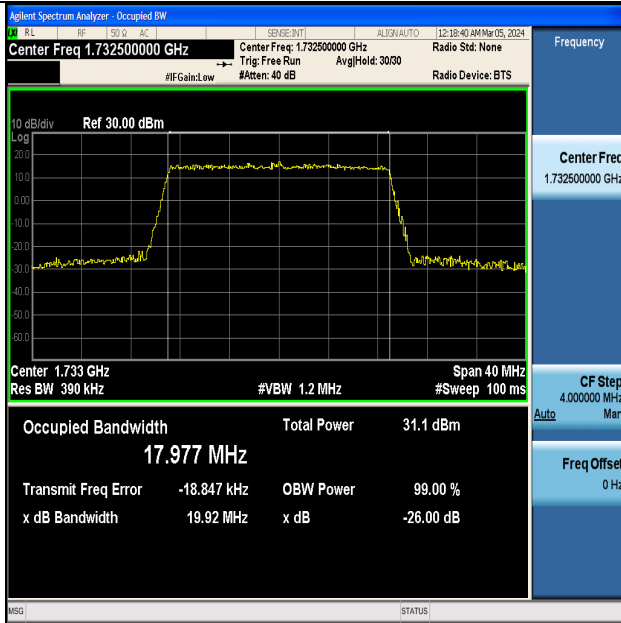 Agilent Spectrum Analyzer - Occupied BW
RL RF 50 Ω AC SENSE:INT ALIGN AUTO 12:18:40 AM Mar 05, 2024
Center Freq 1.732500000 GHz Center Freq: 1.732500000 GHz Radio Std: None Frequency
Trig: Free Run Avg|Hold: 30/30
#IFGain:Low #Atten: 40 dB Radio Device: BTS
10 dB/div Ref 30.00 dBm
Log
20.0
10.0
0.00
-10.0
-20.0
-30.0
-40.0
-50.0
-60.0
Center Freq
1.732500000 GHz
Center 1.733 GHz Span 40 MHz
Res BW 390 kHz #VBW 1.2 MHz #Sweep 100 ms
CF Step
4.000000 MHz
Auto Man
Occupied Bandwidth Total Power 31.1 dBm
17.977 MHz
Transmit Freq Error -18.847 kHz OBW Power 99.00 %
x dB Bandwidth 19.92 MHz x dB -26.00 dB
Freq Offset
0 Hz
MSG STATUS